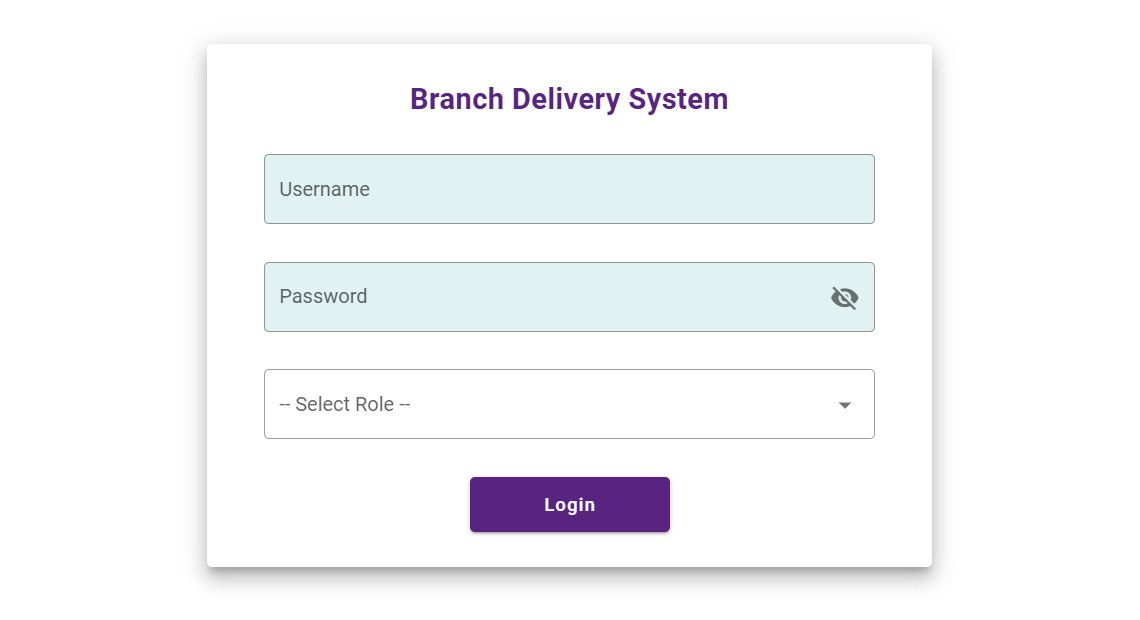 Branch Delivery System
Username
Password
-- Select Role --
Login